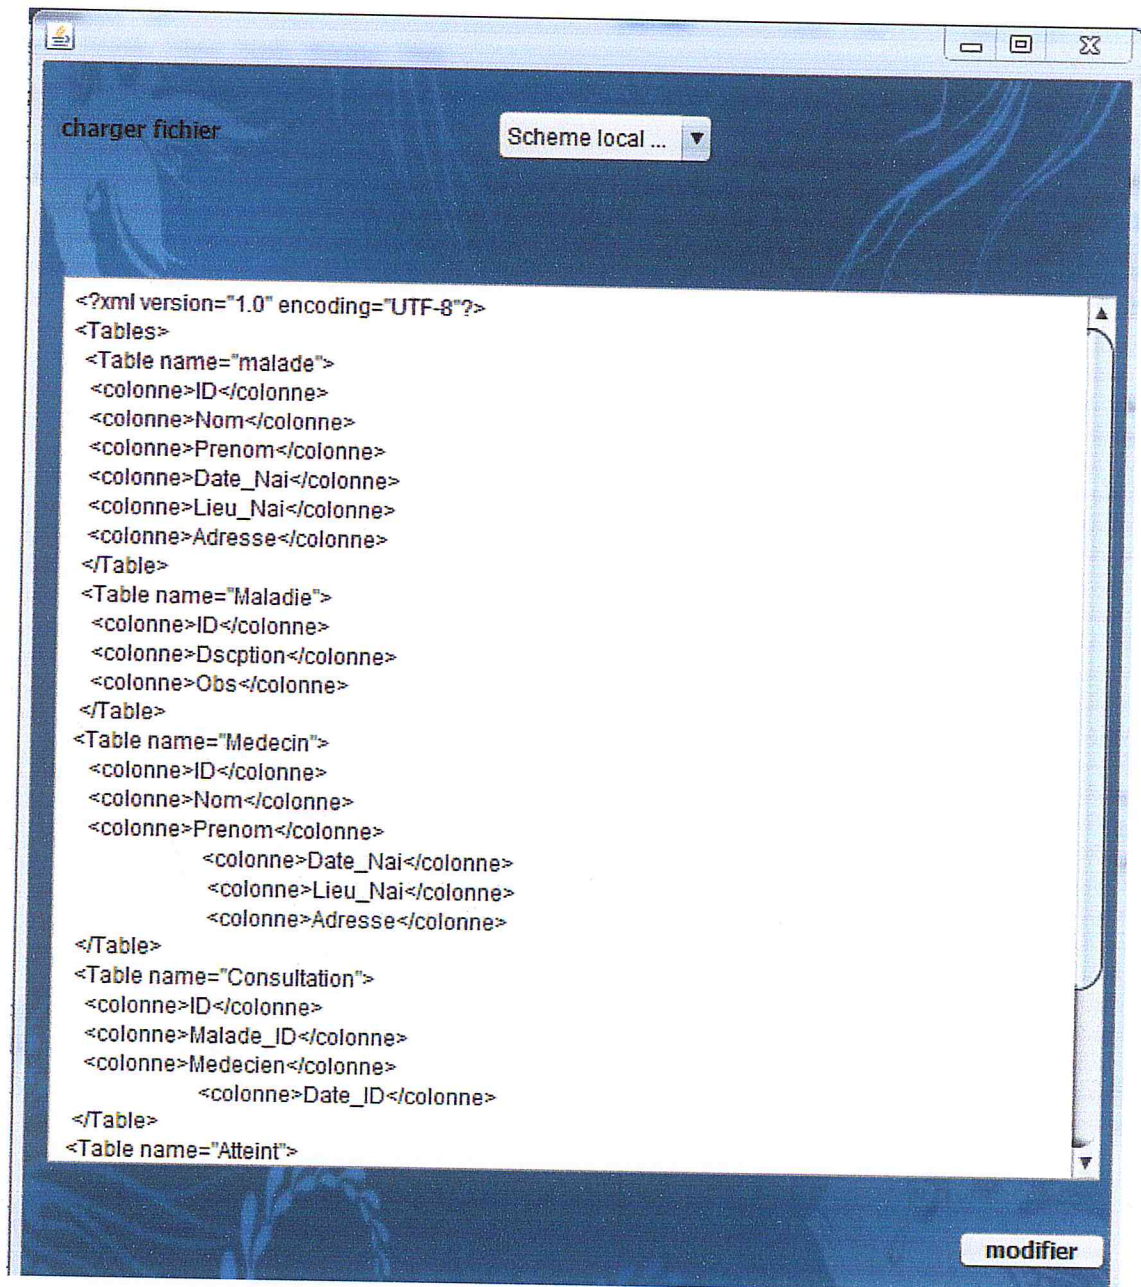 charger fichier
Scheme local ...
<?xml version="1.0" encoding="UTF-8"?>
<Tables>
<Table name="malade">
<colonne>ID</colonne>
<colonne>Nom</colonne>
<colonne>Prenom</colonne>
<colonne>Date_Nai</colonne>
<colonne>Lieu_Nai</colonne>
<colonne>Adresse</colonne>
</Table>
<Table name="Maladie">
<colonne>ID</colonne>
<colonne>Dscption</colonne>
<colonne>Obs</colonne>
</Table>
<Table name="Medecin">
<colonne>ID</colonne>
<colonne>Nom</colonne>
<colonne>Prenom</colonne>
<colonne>Date_Nai</colonne>
<colonne>Lieu_Nai</colonne>
<colonne>Adresse</colonne>
</Table>
<Table name="Consultation">
<colonne>ID</colonne>
<colonne>Malade_ID</colonne>
<colonne>Medecien</colonne>
<colonne>Date_ID</colonne>
</Table>
<Table name="Atteint">
modifier